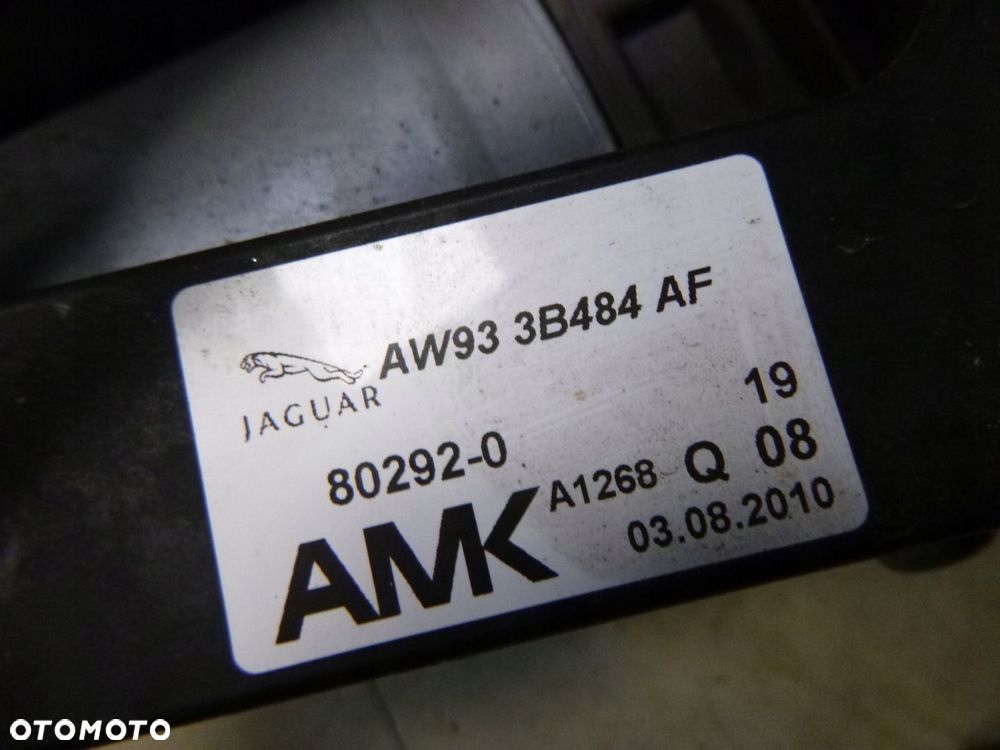 AW93 3B484 AF
JAGUAR
19
80292-0
A1268 Q 08
AMK
03.08.2010
OTOMOTO